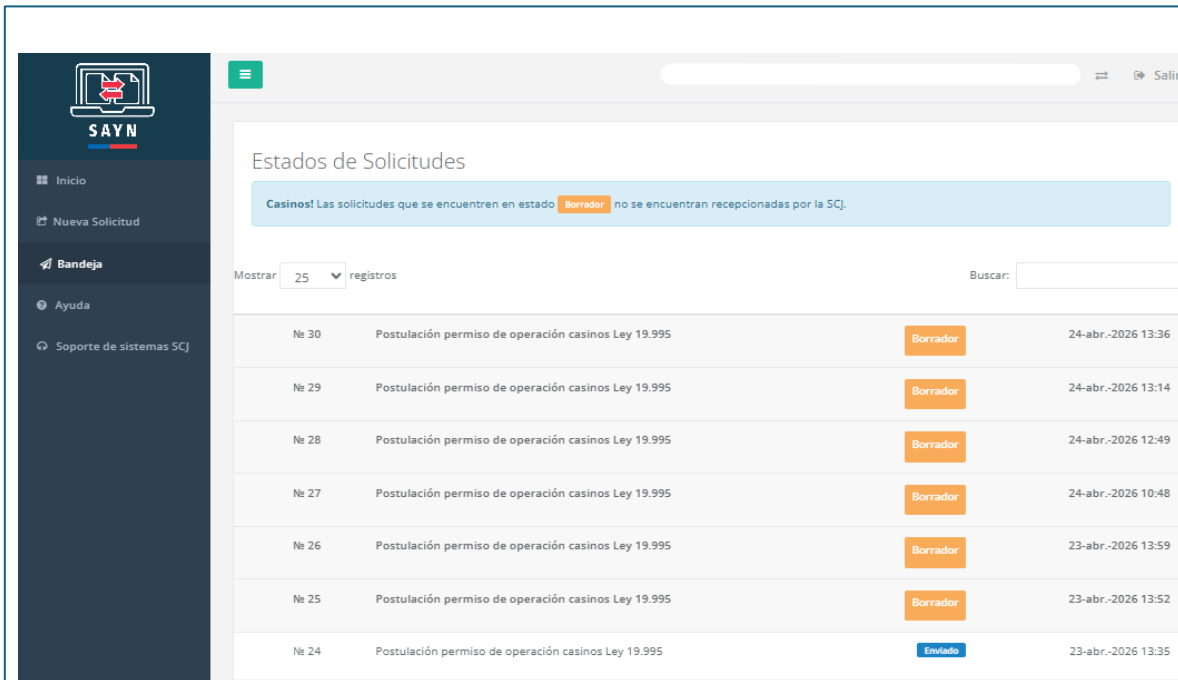 SAYN
Salir
Inicio
Nueva Solicitud
Bandeja
Ayuda
Soporte de sistemas SCJ
Estados de Solicitudes
Casinos! Las solicitudes que se encuentren en estado Borrador no se encuentran recepcionadas por la SCJ.
Mostrar 25 registros Buscar:
№ 30 Postulación permiso de operación casinos Ley 19.995 Borrador 24-abr.-2026 13:36
№ 29 Postulación permiso de operación casinos Ley 19.995 Borrador 24-abr.-2026 13:14
№ 28 Postulación permiso de operación casinos Ley 19.995 Borrador 24-abr.-2026 12:49
№ 27 Postulación permiso de operación casinos Ley 19.995 Borrador 24-abr.-2026 10:48
№ 26 Postulación permiso de operación casinos Ley 19.995 Borrador 23-abr.-2026 13:59
№ 25 Postulación permiso de operación casinos Ley 19.995 Borrador 23-abr.-2026 13:52
№ 24 Postulación permiso de operación casinos Ley 19.995 Enviado 23-abr.-2026 13:35